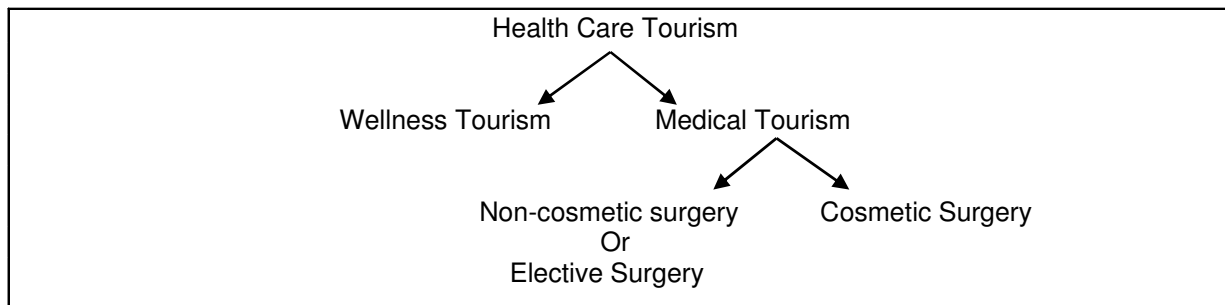 Health Care Tourism
Wellness Tourism Medical Tourism
Non-cosmetic surgery Cosmetic Surgery
Or
Elective Surgery